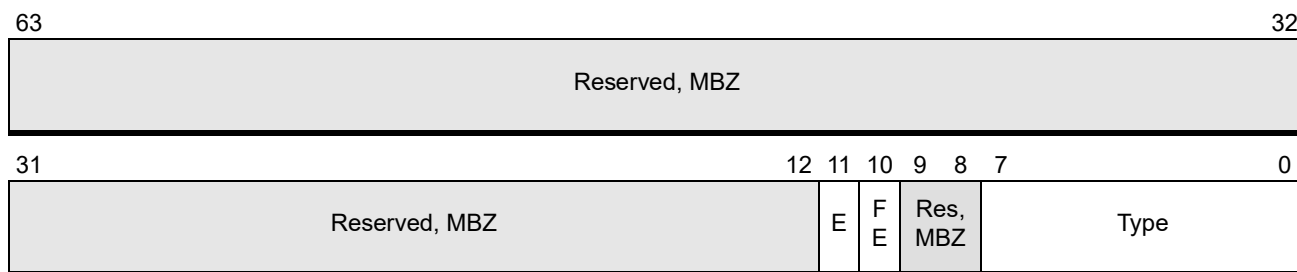 63 32
Reserved, MBZ
31 12 11 10 9 8 7 0
Reserved, MBZ E F E Res, MBZ Type